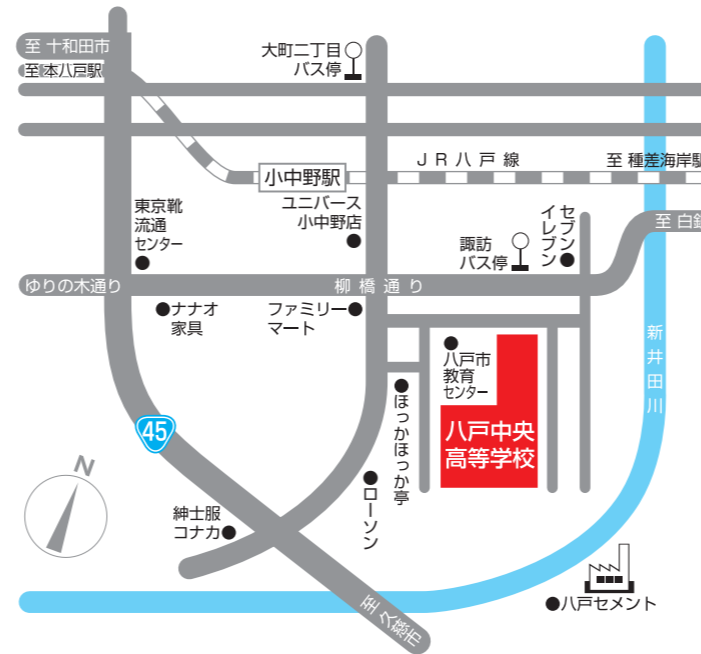 至 十和田市
至 本八戸駅
大町二丁目
バス停
JR八戸線
至 種差海岸駅
小中野駅
東京靴
流通
センター
ユニバース
小中野店
諏訪
バス停
セブン
イレブン
至 白銀
ゆりの木通り
柳橋通り
ナナオ
家具
ファミリー
マート
八戸市
教育
センター
新井田川
45
ほっかほっか亭
八戸中央
高等学校
N
ローソン
紳士服
コナカ
至 久慈市
八戸セメント